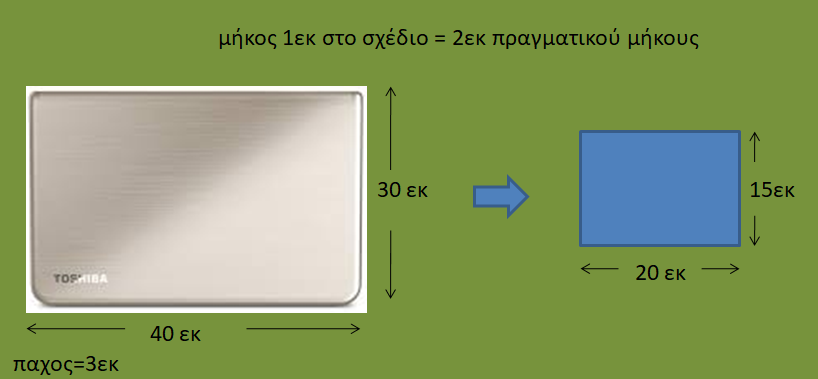 μήκος 1εκ στο σχέδιο = 2εκ πραγματικού μήκους
30 εκ
15εκ
20 εκ
TOSHIBA
40 εκ
παχος=3εκ